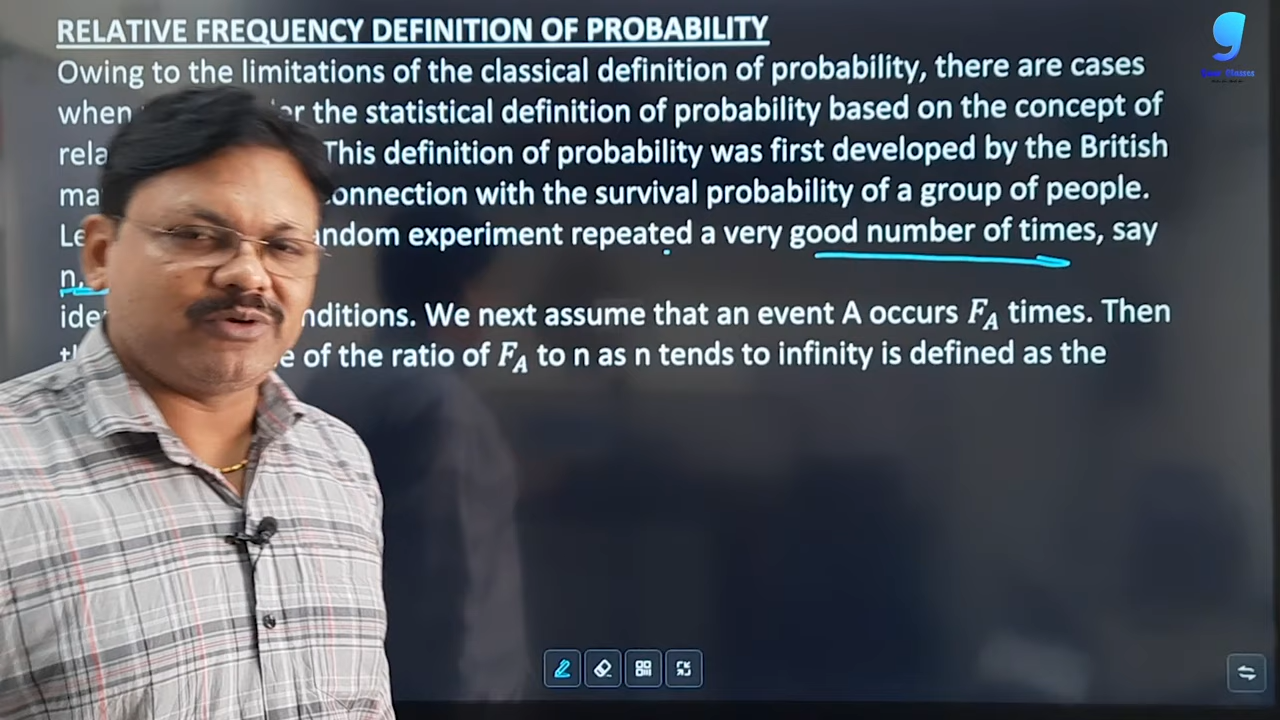 RELATIVE FREQUENCY DEFINITION OF PROBABILITY
Owing to the limitations of the classical definition of probability, there are cases
when the statistical definition of probability based on the concept of
This definition of probability was first developed by the British
connection with the survival probability of a group of people.
random experiment repeated a very good number of times, say
n,
conditions. We next assume that an event A occurs F_A times. Then
of the ratio of F_A to n as n tends to infinity is defined as the